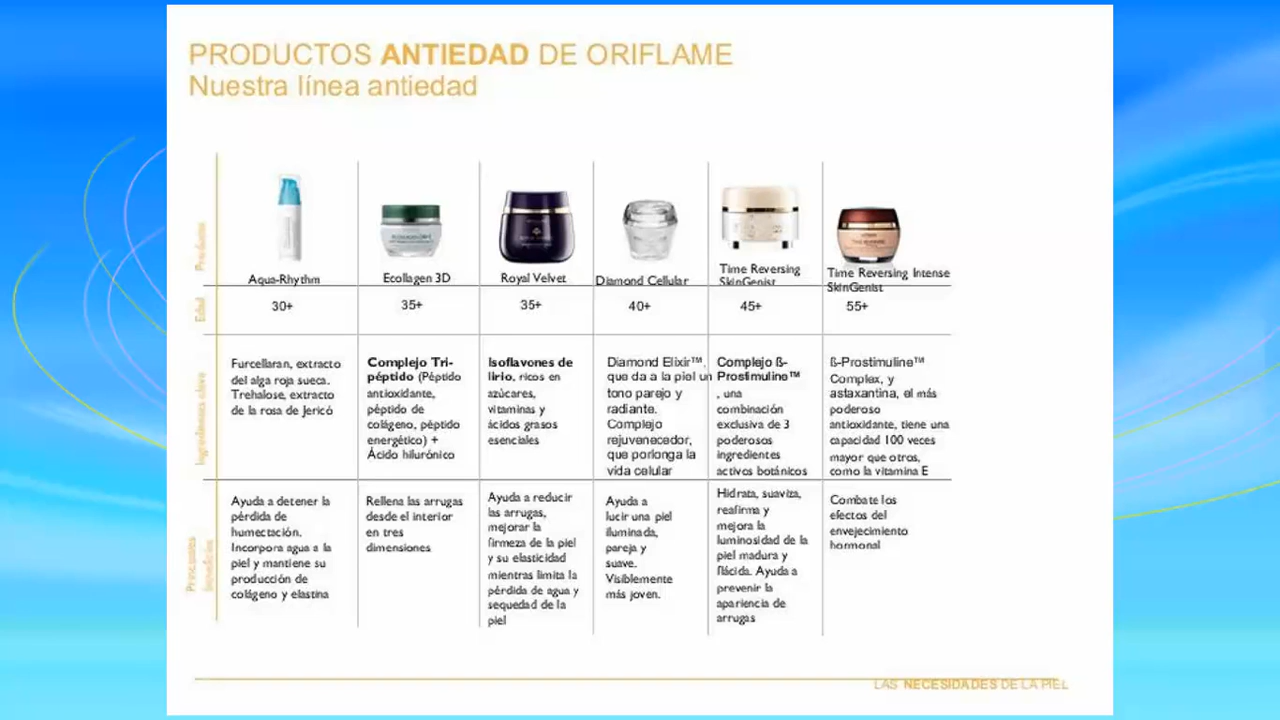 PRODUCTOS ANTIEDAD DE ORIFLAME
Nuestra línea antiedad
Productos
Aqua-Rhythm
Ecollagen 3D
Royal Velvet
Diamond Cellular
Time Reversing
SkinGenist
Time Reversing Intense
SkinGenist
Edad
30+
35+
35+
40+
45+
55+
Ingredientes clave
Furcellaran, extracto
del alga roja sueca.
Trehalose, extracto
de la rosa de Jericó
Complejo Tri-
péptido (Péptido
antioxidante,
péptido de
colágeno, péptido
energético) +
Ácido hilurónico
Isoflavones de
lirio, ricos en
azúcares,
vitaminas y
ácidos grasos
esenciales
Diamond Elixir™,
que da a la piel un
tono parejo y
radiante.
Complejo
rejuvenecedor,
que porlonga la
vida celular
Complejo ß-
Prostimuline™
, una
combinación
exclusiva de 3
poderosos
ingredientes
activos botánicos
ß-Prostimuline™
Complex, y
astaxantina, el más
poderoso
antioxidante, tiene una
capacidad 100 veces
mayor que otros,
como la vitamina E
Principales
beneficios
Ayuda a detener la
pérdida de
humectación.
Incorpora agua a la
piel y mantiene su
producción de
colágeno y elastina
Rellena las arrugas
desde el interior
en tres
dimensiones
Ayuda a reducir
las arrugas,
mejorar la
firmeza de la piel
y su elasticidad
mientras limita la
pérdida de agua y
sequedad de la
piel
Ayuda a
lucir una piel
iluminada,
pareja y
suave.
Visiblemente
más joven.
Hidrata, suaviza,
reafirma y
mejora la
luminosidad de la
piel madura y
flácida. Ayuda a
prevenir la
apariencia de
arrugas
Combate los
efectos del
envejecimiento
hormonal
LAS NECESIDADES DE LA PIEL